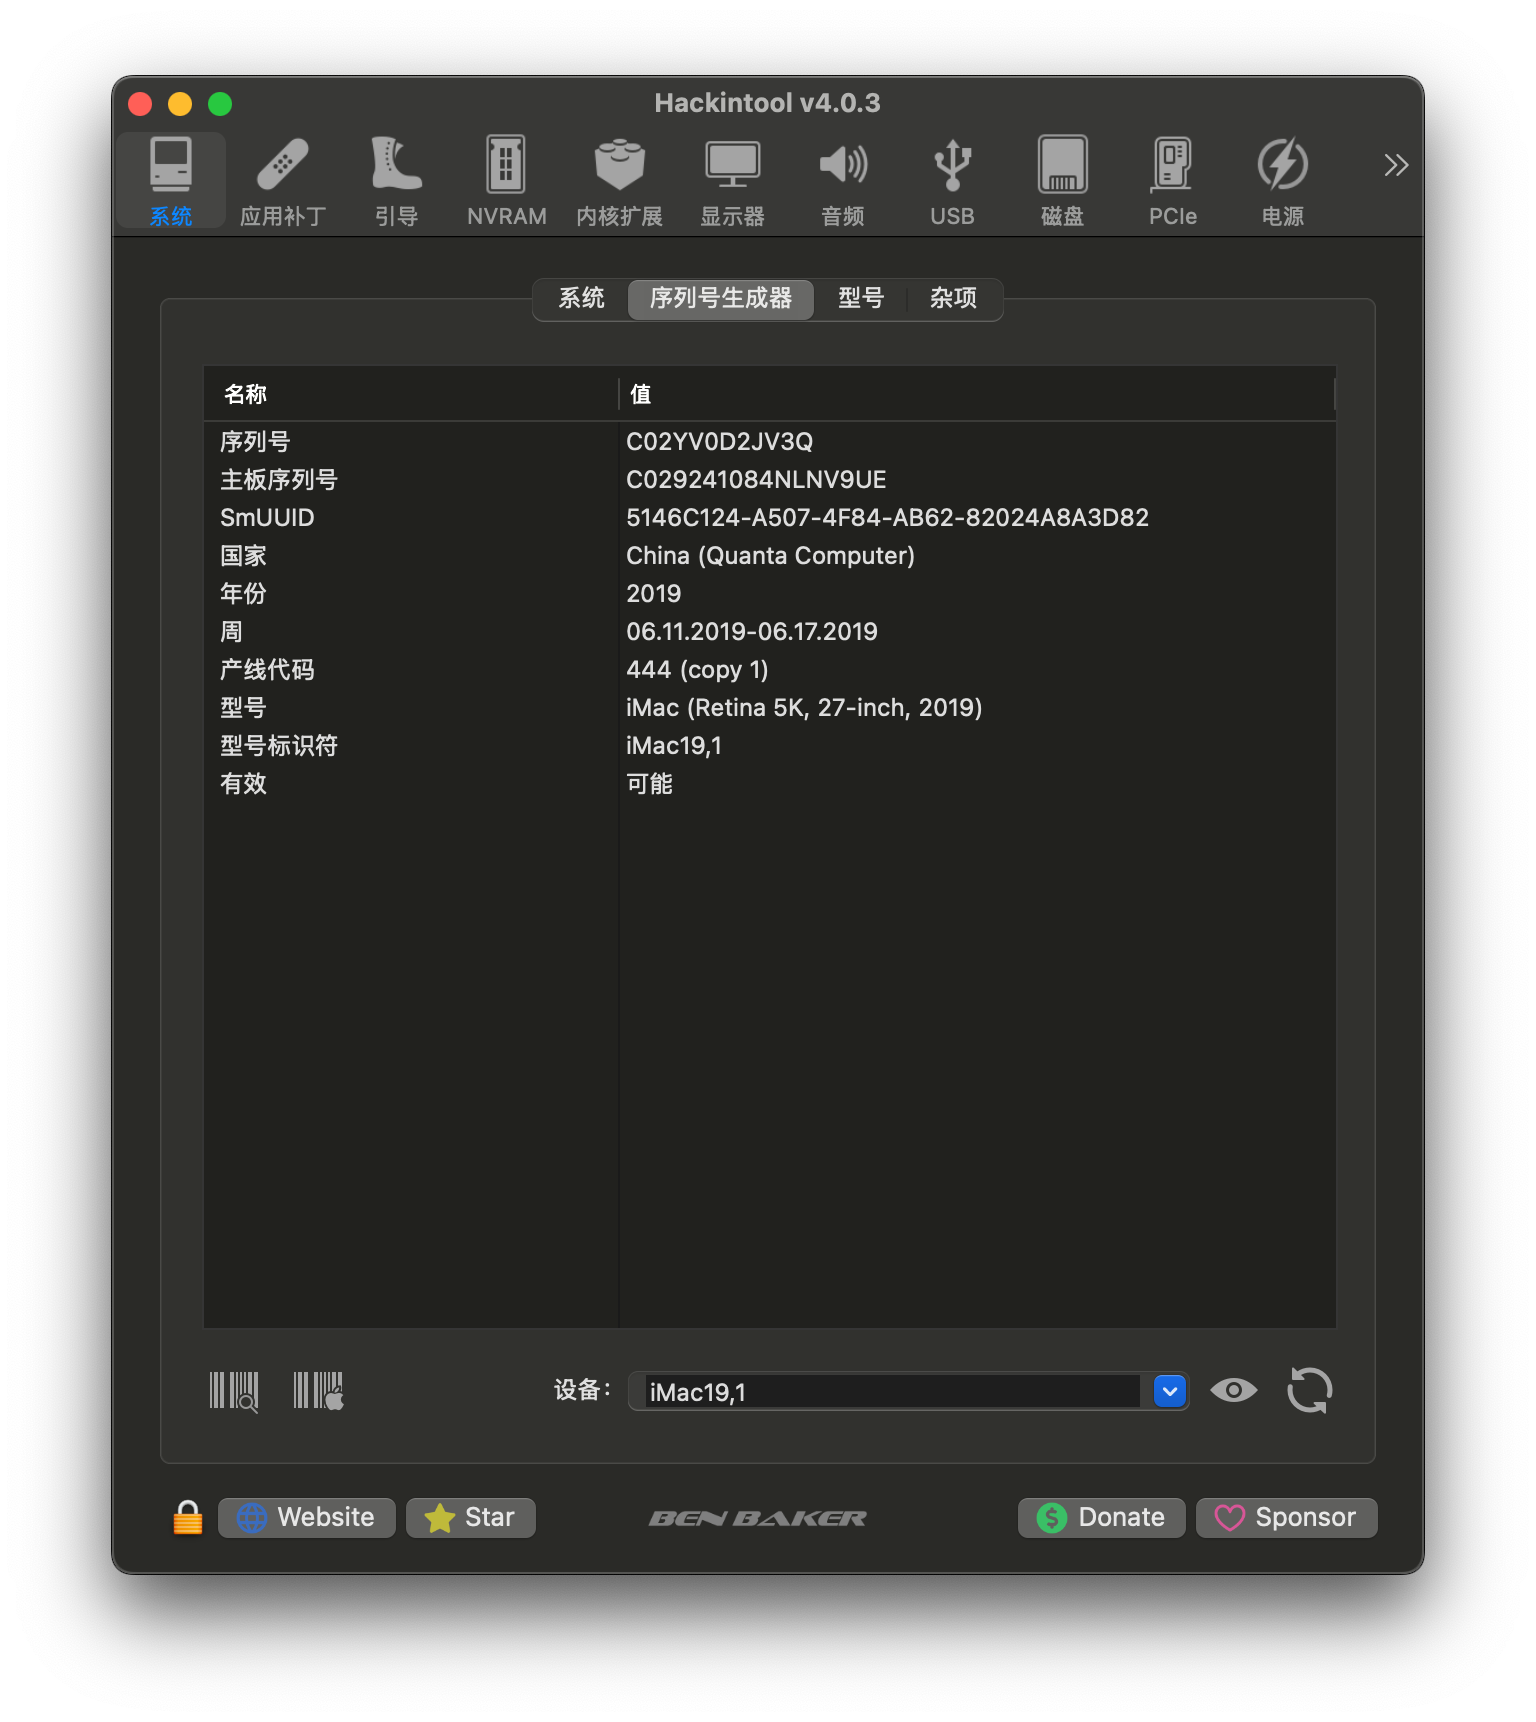 Hackintool v4.0.3
系统 应用补丁 引导 NVRAM 内核扩展 显示器 音频 USB 磁盘 PCIe 电源
系统 序列号生成器 型号 杂项
名称 值
序列号 C02YV0D2JV3Q
主板序列号 C029241084NLNV9UE
SmUUID 5146C124-A507-4F84-AB62-82024A8A3D82
国家 China (Quanta Computer)
年份 2019
周 06.11.2019-06.17.2019
产线代码 444 (copy 1)
型号 iMac (Retina 5K, 27-inch, 2019)
型号标识符 iMac19,1
有效 可能
设备： iMac19,1
Website Star BEN BAKER Donate Sponsor